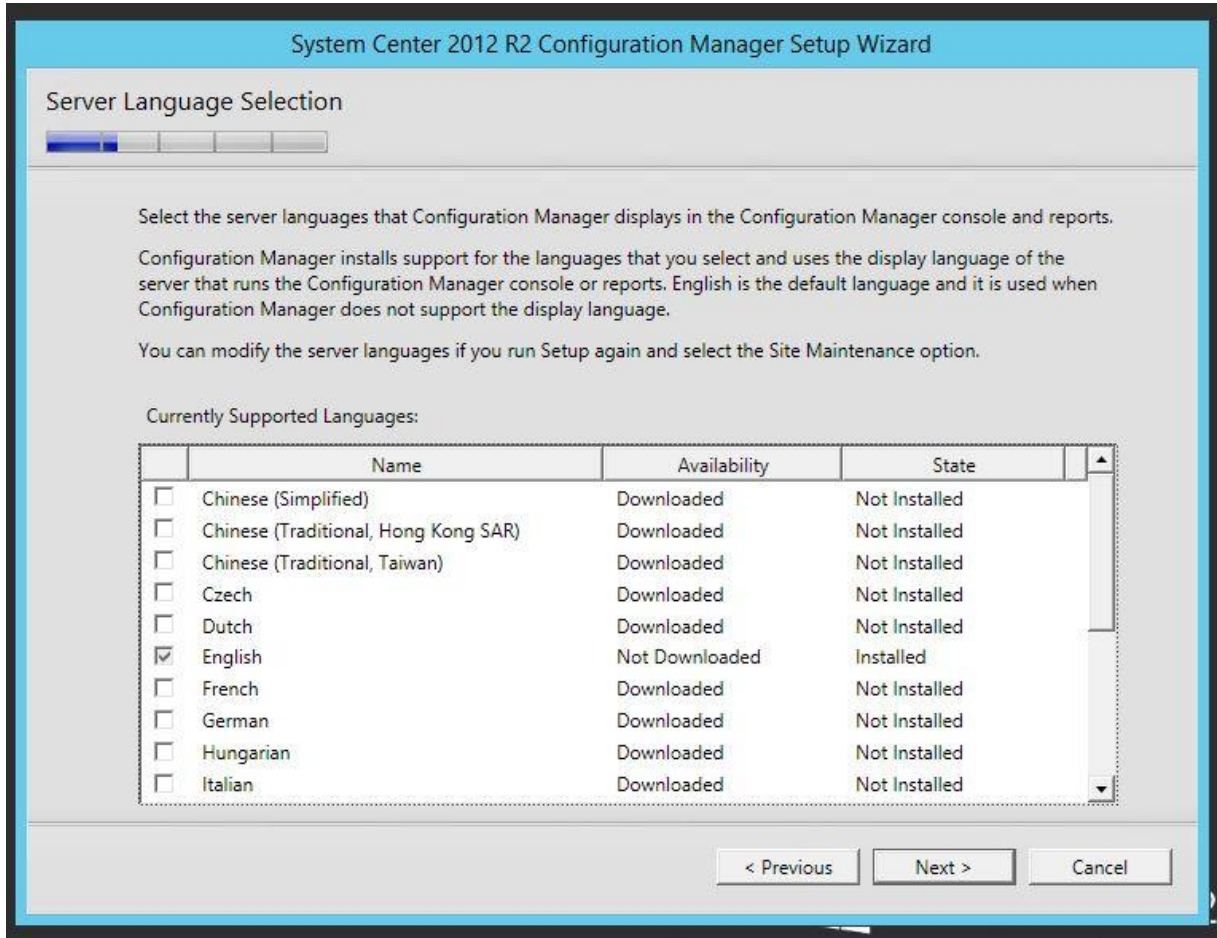 System Center 2012 R2 Configuration Manager Setup Wizard
Server Language Selection
Select the server languages that Configuration Manager displays in the Configuration Manager console and reports.
Configuration Manager installs support for the languages that you select and uses the display language of the
server that runs the Configuration Manager console or reports. English is the default language and it is used when
Configuration Manager does not support the display language.
You can modify the server languages if you run Setup again and select the Site Maintenance option.
Currently Supported Languages:
Name Availability State
Chinese (Simplified) Downloaded Not Installed
Chinese (Traditional, Hong Kong SAR) Downloaded Not Installed
Chinese (Traditional, Taiwan) Downloaded Not Installed
Czech Downloaded Not Installed
Dutch Downloaded Not Installed
English Not Downloaded Installed
French Downloaded Not Installed
German Downloaded Not Installed
Hungarian Downloaded Not Installed
Italian Downloaded Not Installed
< Previous Next > Cancel